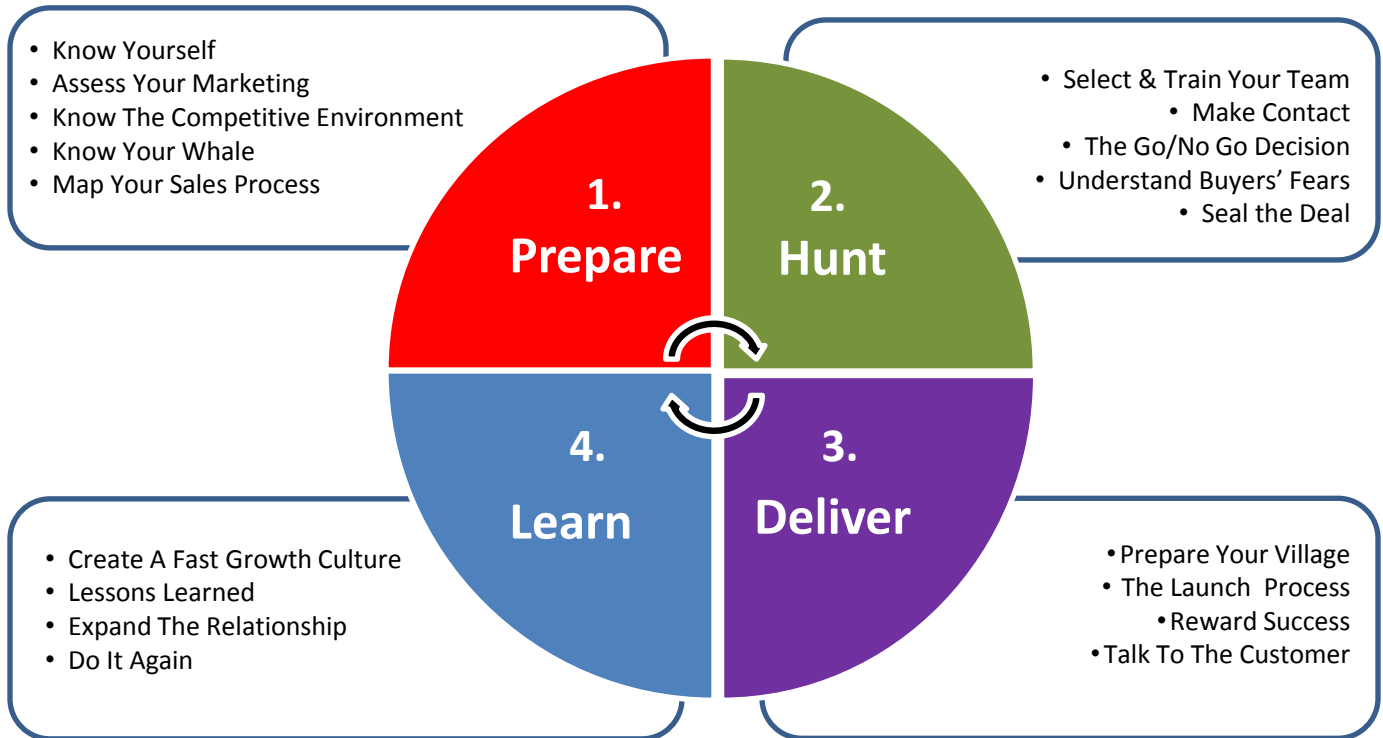 • Know Yourself
• Assess Your Marketing
• Know The Competitive Environment
• Know Your Whale
• Map Your Sales Process
1.
Prepare
2.
Hunt
• Select & Train Your Team
• Make Contact
• The Go/No Go Decision
• Understand Buyers’ Fears
• Seal the Deal
4.
Learn
3.
Deliver
• Create A Fast Growth Culture
• Lessons Learned
• Expand The Relationship
• Do It Again
•Prepare Your Village
• The Launch  Process
•Reward Success
•Talk To The Customer